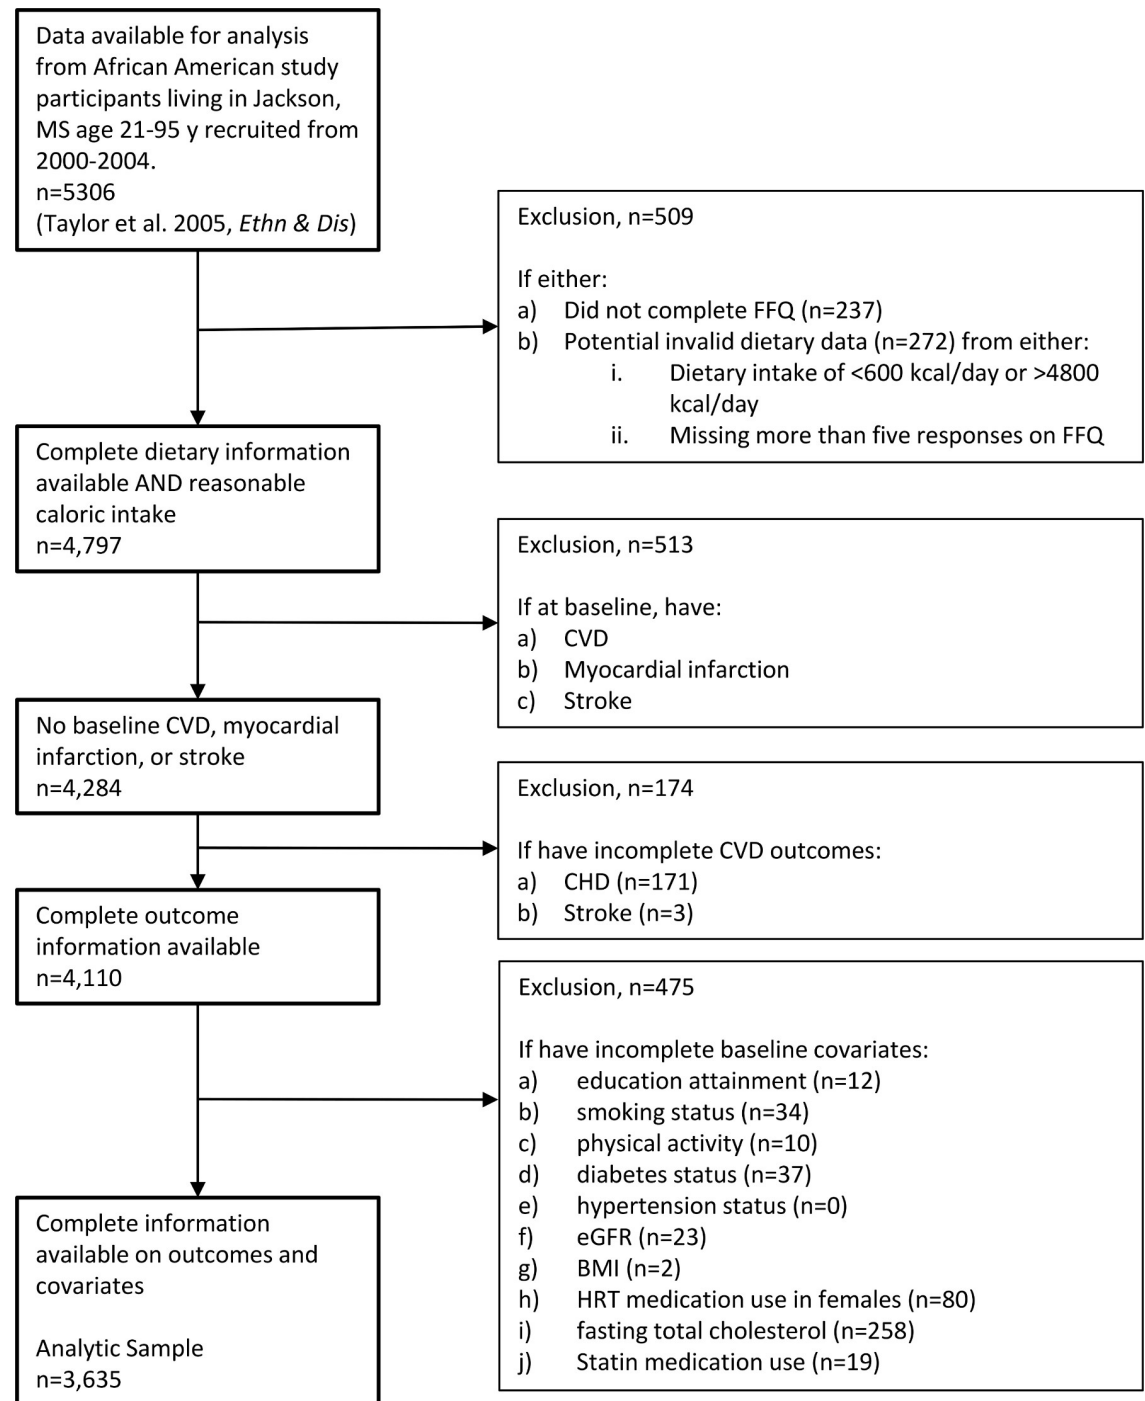 Data available for analysis
from African American study
participants living in Jackson,
MS age 21-95 y recruited from
2000-2004.
n=5306
(Taylor et al. 2005, Ethn & Dis)
Exclusion, n=509
If either:
a) Did not complete FFQ (n=237)
b) Potential invalid dietary data (n=272) from either:
i. Dietary intake of <600 kcal/day or >4800
kcal/day
ii. Missing more than five responses on FFQ
Complete dietary information
available AND reasonable
caloric intake
n=4,797
Exclusion, n=513
If at baseline, have:
a) CVD
b) Myocardial infarction
c) Stroke
No baseline CVD, myocardial
infarction, or stroke
n=4,284
Exclusion, n=174
If have incomplete CVD outcomes:
a) CHD (n=171)
b) Stroke (n=3)
Complete outcome
information available
n=4,110
Exclusion, n=475
If have incomplete baseline covariates:
a) education attainment (n=12)
b) smoking status (n=34)
c) physical activity (n=10)
d) diabetes status (n=37)
e) hypertension status (n=0)
f) eGFR (n=23)
g) BMI (n=2)
h) HRT medication use in females (n=80)
i) fasting total cholesterol (n=258)
j) Statin medication use (n=19)
Complete information
available on outcomes and
covariates
Analytic Sample
n=3,635